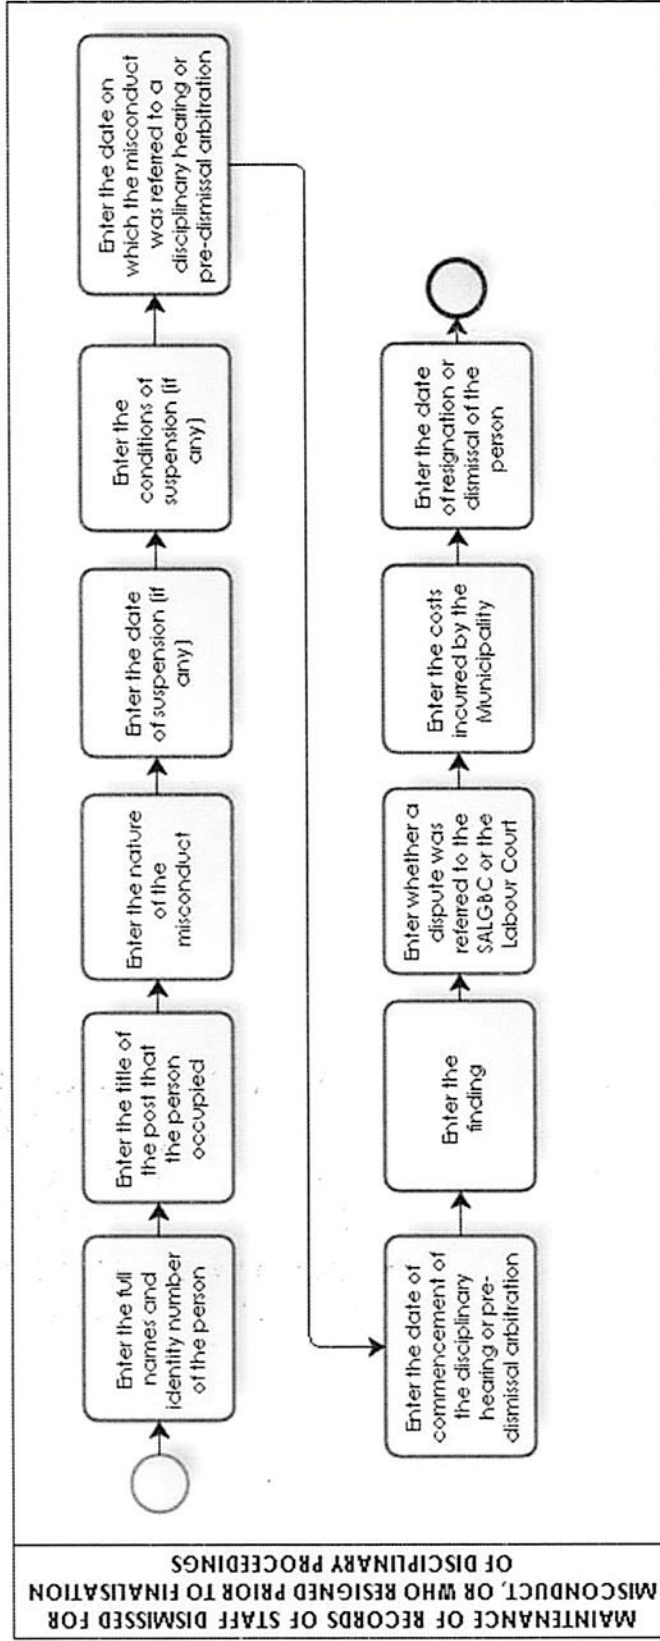 MAINTENANCE OF RECORDS OF STAFF DISMISSED FOR
MISCONDUCT, OR WHO RESIGNED PRIOR TO FINALISATION
OF DISCIPLINARY PROCEEDINGS
Enter the full
names and
identity number
of the person
Enter the title of
the post that
the person
occupied
Enter the nature
of the
misconduct
Enter the date
of suspension (if
any)
Enter the
conditions of
suspension (if
any)
Enter the date on
which the misconduct
was referred to a
disciplinary hearing or
pre-dismissal arbitration
Enter the date of
commencement of
the disciplinary
hearing or pre-
dismissal arbitration
Enter the
finding
Enter whether a
dispute was
referred to the
SALGBC or the
Labour Court
Enter the costs
incurred by the
Municipality
Enter the date
of resignation or
dismissal of the
person